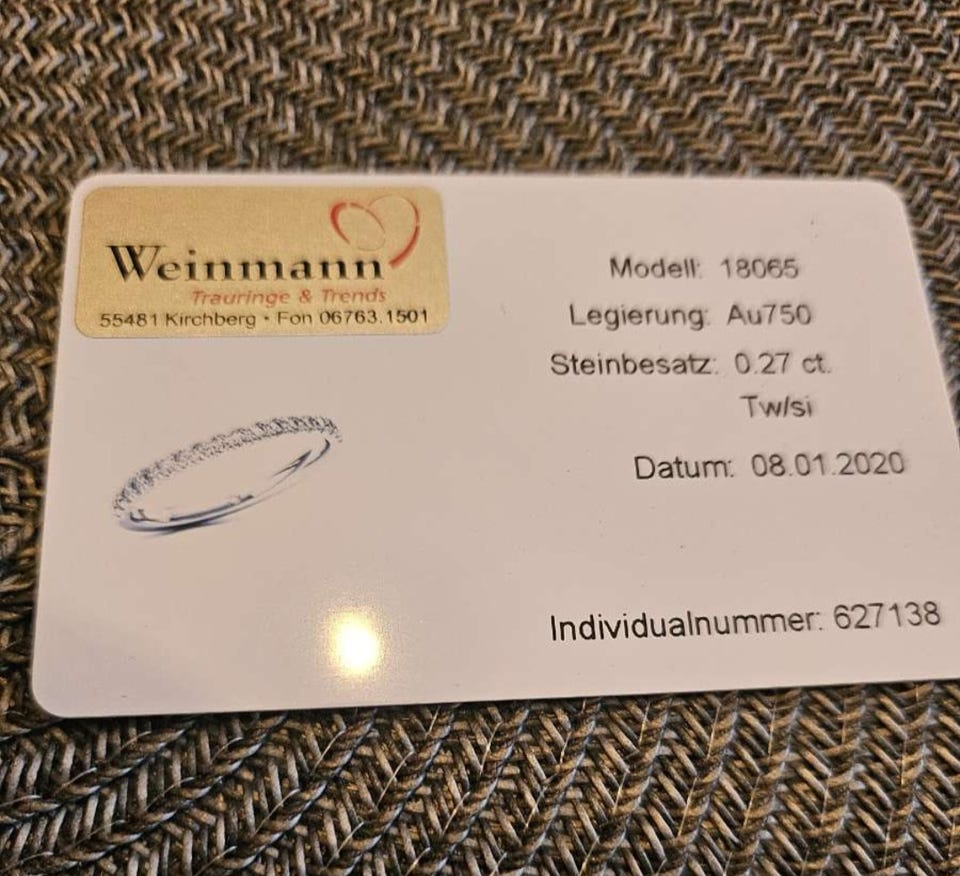 Weinmann
Trauringe & Trends
55481 Kirchberg • Fon 06763.1501
Modell: 18065
Legierung: Au750
Steinbesatz: 0.27 ct.
Tw/si
Datum: 08.01.2020
Individualnummer: 627138